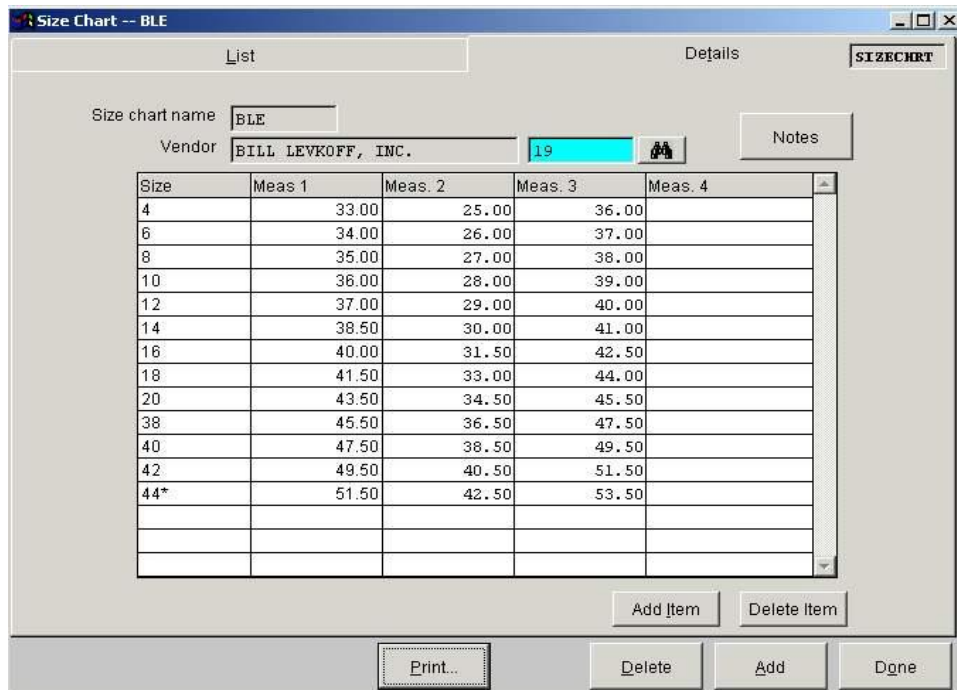 Size Chart -- BLE
List Details SIZECHRT
Size chart name BLE
Notes
Vendor BILL LEVKOFF, INC. 19
Size Meas 1 Meas. 2 Meas. 3 Meas. 4
4 33.00 25.00 36.00
6 34.00 26.00 37.00
8 35.00 27.00 38.00
10 36.00 28.00 39.00
12 37.00 29.00 40.00
14 38.50 30.00 41.00
16 40.00 31.50 42.50
18 41.50 33.00 44.00
20 43.50 34.50 45.50
38 45.50 36.50 47.50
40 47.50 38.50 49.50
42 49.50 40.50 51.50
44* 51.50 42.50 53.50
Add Item Delete Item
Print... Delete Add Done